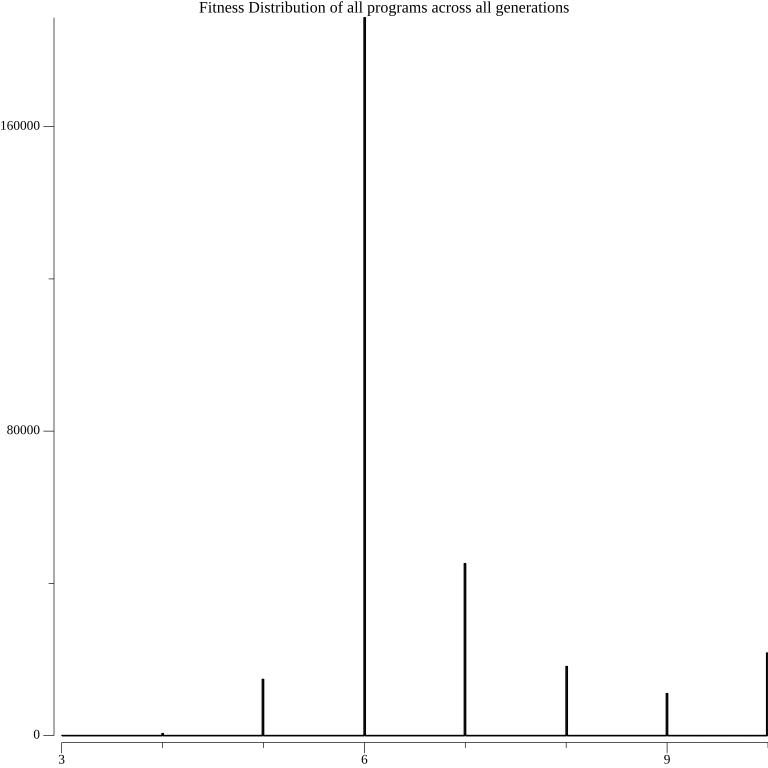 Fitness Distribution of all programs across all generations
160000
80000
0
3 6 9